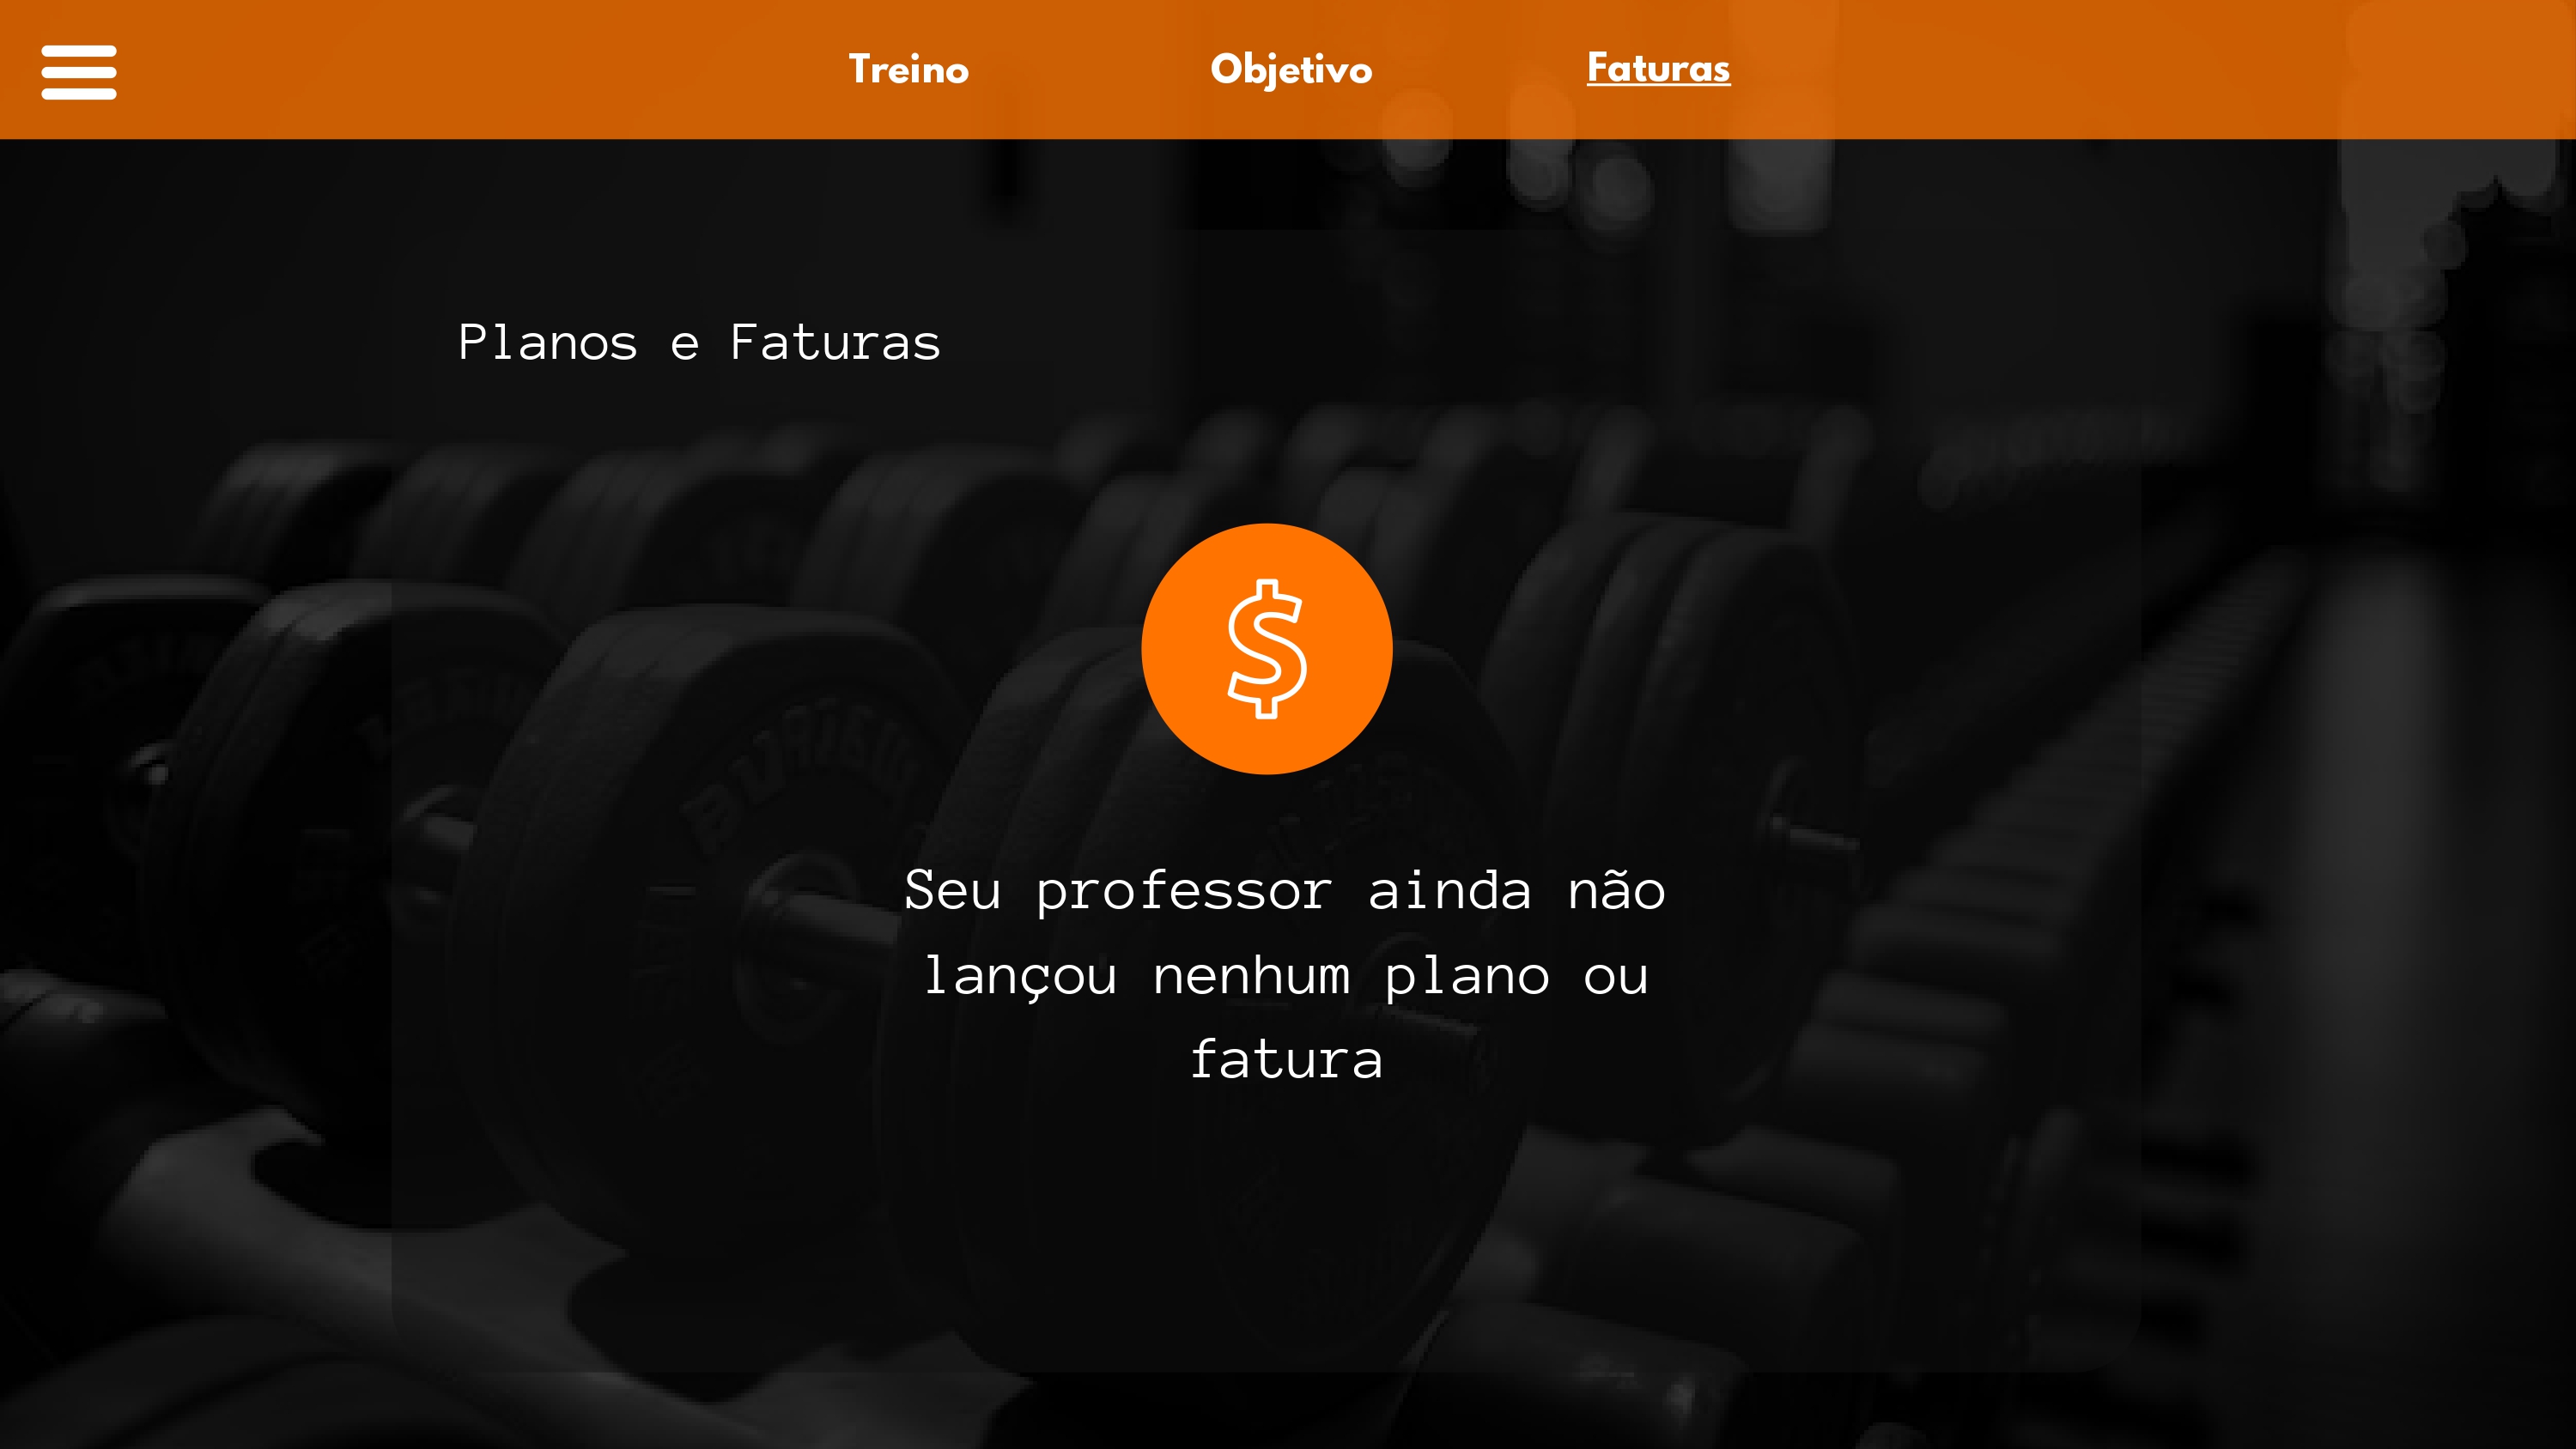 Treino
Objetivo
Faturas
Planos e Faturas
$
Seu professor ainda não
lançou nenhum plano ou
fatura